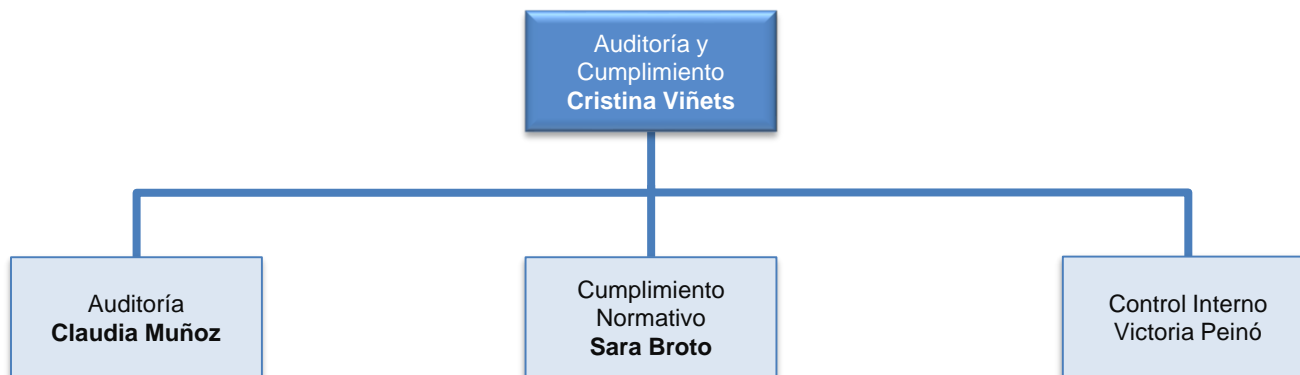 Auditoría y
Cumplimiento
Cristina Viñets
Auditoría
Claudia Muñoz
Cumplimiento
Normativo
Sara Broto
Control Interno
Victoria Peinó